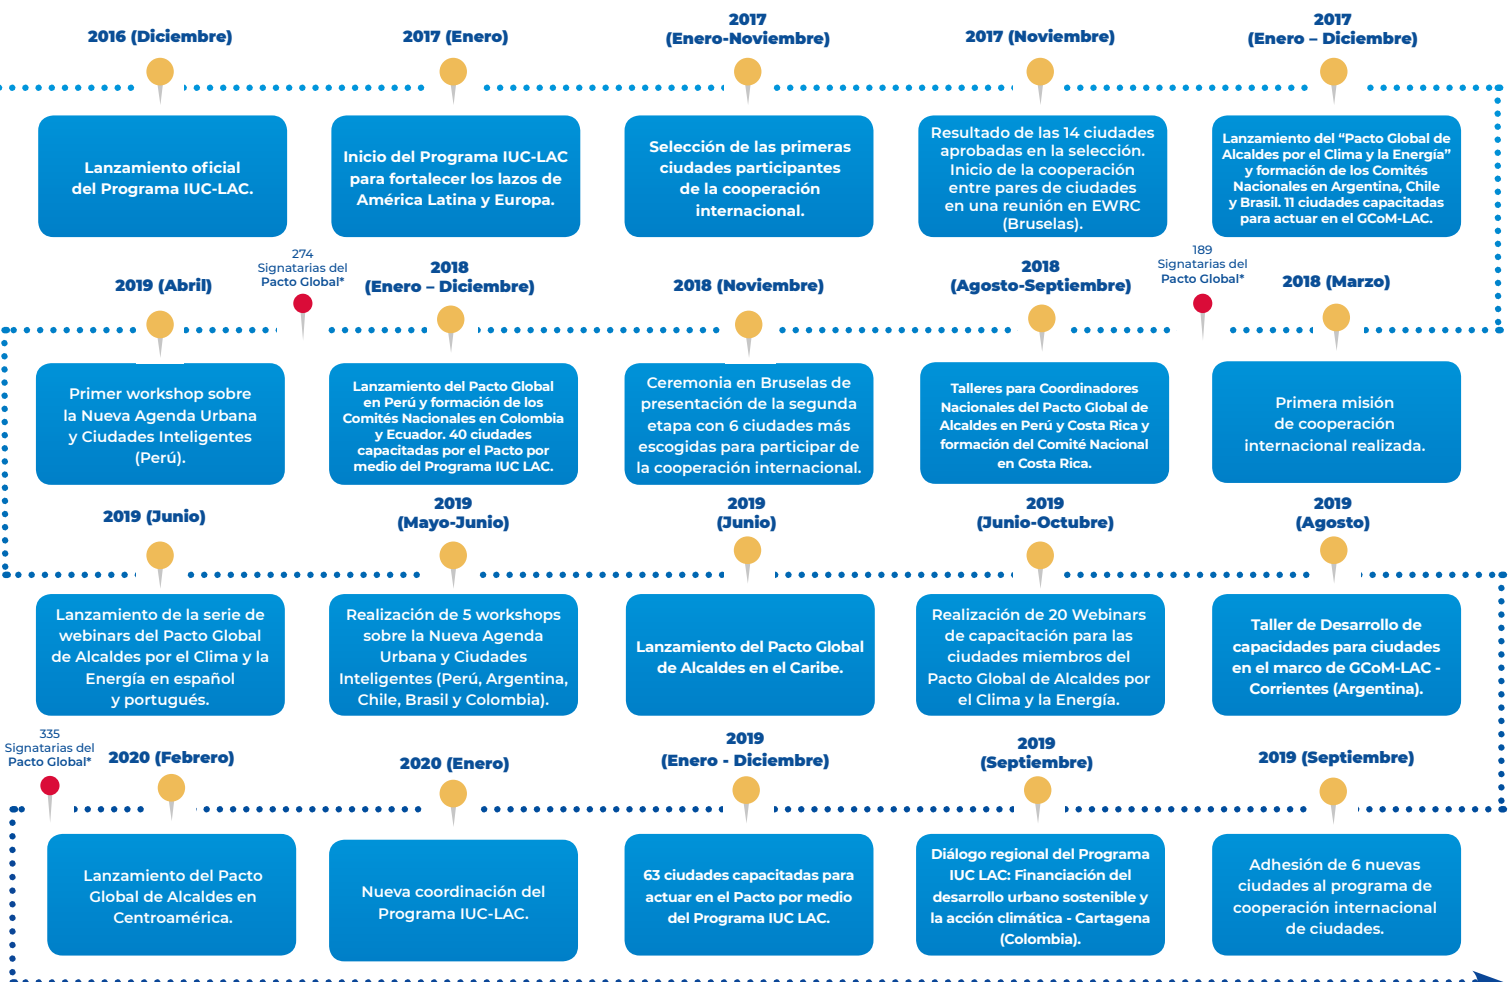 2016 (Diciembre)
Lanzamiento oficial
del Programa IUC-LAC.
2017 (Enero)
Inicio del Programa IUC-LAC
para fortalecer los lazos de
América Latina y Europa.
2017
(Enero-Noviembre)
Selección de las primeras
ciudades participantes
de la cooperación
internacional.
2017 (Noviembre)
Resultado de las 14 ciudades
aprobadas en la selección.
Inicio de la cooperación
entre pares de ciudades
en una reunión en EWRC
(Bruselas).
2017
(Enero – Diciembre)
Lanzamiento del “Pacto Global de
Alcaldes por el Clima y la Energía”
y formación de los Comités
Nacionales en Argentina, Chile
y Brasil. 11 ciudades capacitadas
para actuar en el GCoM-LAC.
2019 (Abril)
Primer workshop sobre
la Nueva Agenda Urbana
y Ciudades Inteligentes
(Perú).
274
Signatarias del
Pacto Global*
2018
(Enero – Diciembre)
Lanzamiento del Pacto Global
en Perú y formación de los
Comités Nacionales en Colombia
y Ecuador. 40 ciudades
capacitadas por el Pacto por
medio del Programa IUC LAC.
2018 (Noviembre)
Ceremonia en Bruselas de
presentación de la segunda
etapa con 6 ciudades más
escogidas para participar de
la cooperación internacional.
2018
(Agosto-Septiembre)
Talleres para Coordinadores
Nacionales del Pacto Global de
Alcaldes en Perú y Costa Rica y
formación del Comité Nacional
en Costa Rica.
189
Signatarias del
Pacto Global*
2018 (Marzo)
Primera misión
de cooperación
internacional realizada.
2019 (Junio)
Lanzamiento de la serie de
webinars del Pacto Global
de Alcaldes por el Clima y la
Energía en español
y portugués.
2019
(Mayo-Junio)
Realización de 5 workshops
sobre la Nueva Agenda
Urbana y Ciudades
Inteligentes (Perú, Argentina,
Chile, Brasil y Colombia).
2019
(Junio)
Lanzamiento del Pacto Global
de Alcaldes en el Caribe.
2019
(Junio-Octubre)
Realización de 20 Webinars
de capacitación para las
ciudades miembros del
Pacto Global de Alcaldes por
el Clima y la Energía.
2019
(Agosto)
Taller de Desarrollo de
capacidades para ciudades
en el marco de GCoM-LAC -
Corrientes (Argentina).
335
Signatarias del
Pacto Global*
2020 (Febrero)
Lanzamiento del Pacto
Global de Alcaldes en
Centroamérica.
2020 (Enero)
Nueva coordinación del
Programa IUC-LAC.
2019
(Enero - Diciembre)
63 ciudades capacitadas para
actuar en el Pacto por medio
del Programa IUC LAC.
2019
(Septiembre)
Diálogo regional del Programa
IUC LAC: Financiación del
desarrollo urbano sostenible y
la acción climática - Cartagena
(Colombia).
2019 (Septiembre)
Adhesión de 6 nuevas
ciudades al programa de
cooperación internacional
de ciudades.